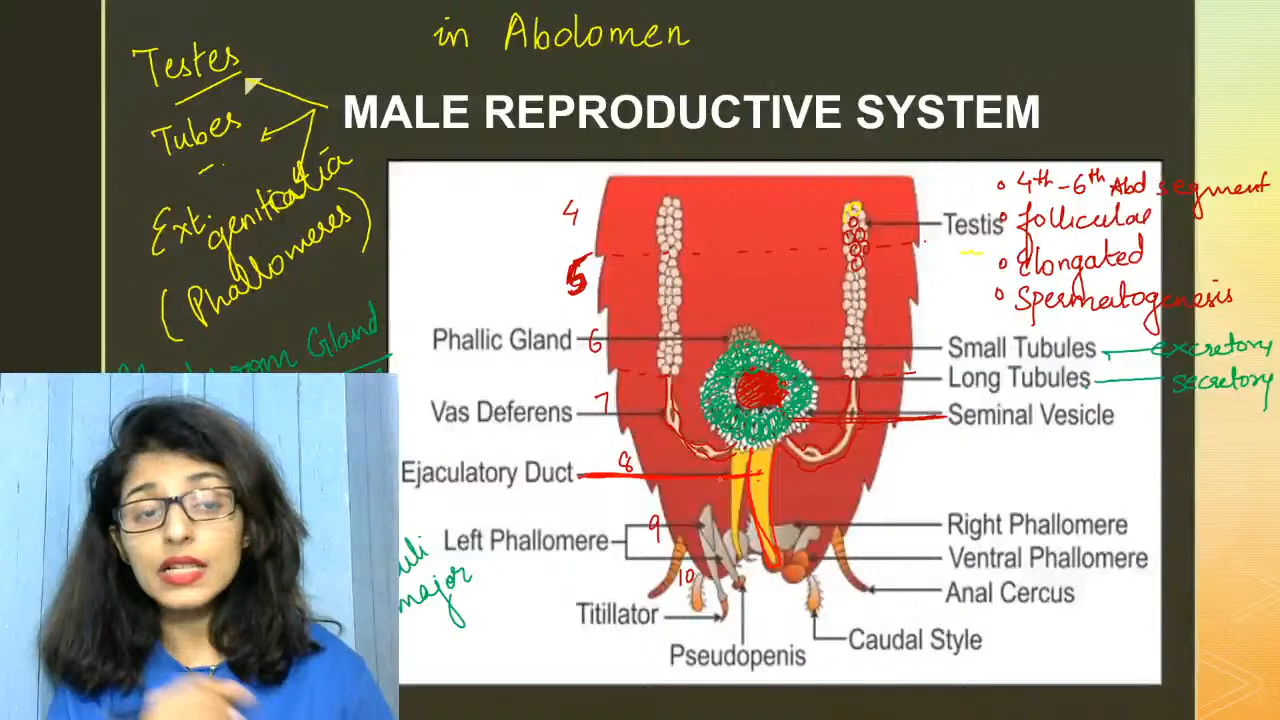 in Abdomen
Testes
Tubes
Ext. genitalia
(Phallomeres)
MALE REPRODUCTIVE SYSTEM
Mushroom Gland
4
5
6
7
8
9
10
Phallic Gland
Vas Deferens
Ejaculatory Duct
Left Phallomere
Titillator
Pseudopenis
Testis
• 4th-6th Abd segment
• follicular
• Elongated
• Spermatogenesis
Small Tubules excretory
Long Tubules secretory
Seminal Vesicle
Right Phallomere
Ventral Phallomere
Anal Cercus
Caudal Style
major